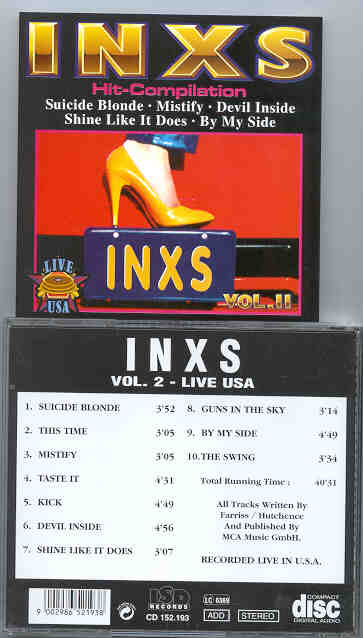 INXS
Hit-Compilation
Suicide Blonde · Mistify · Devil Inside
Shine Like It Does · By My Side
INXS
LIVE
USA
VOL.II
INXS
VOL. 2 - LIVE USA
1. SUICIDE BLONDE 3'52
2. THIS TIME 3'05
3. MISTIFY 3'05
4. TASTE IT 4'31
5. KICK 4'49
6. DEVIL INSIDE 4'56
7. SHINE LIKE IT DOES 3'07
8. GUNS IN THE SKY 3'14
9. BY MY SIDE 4'49
10. THE SWING 3'34
Total Running Time : 40'31
All Tracks Written By
Farriss / Hutchence
And Published By
MCA Music GmbH.
RECORDED LIVE IN U.S.A.
9 002986 521938
RECORDS
CD 152.193
LC 0369
ADD
STEREO
COMPACT
disc
DIGITAL AUDIO